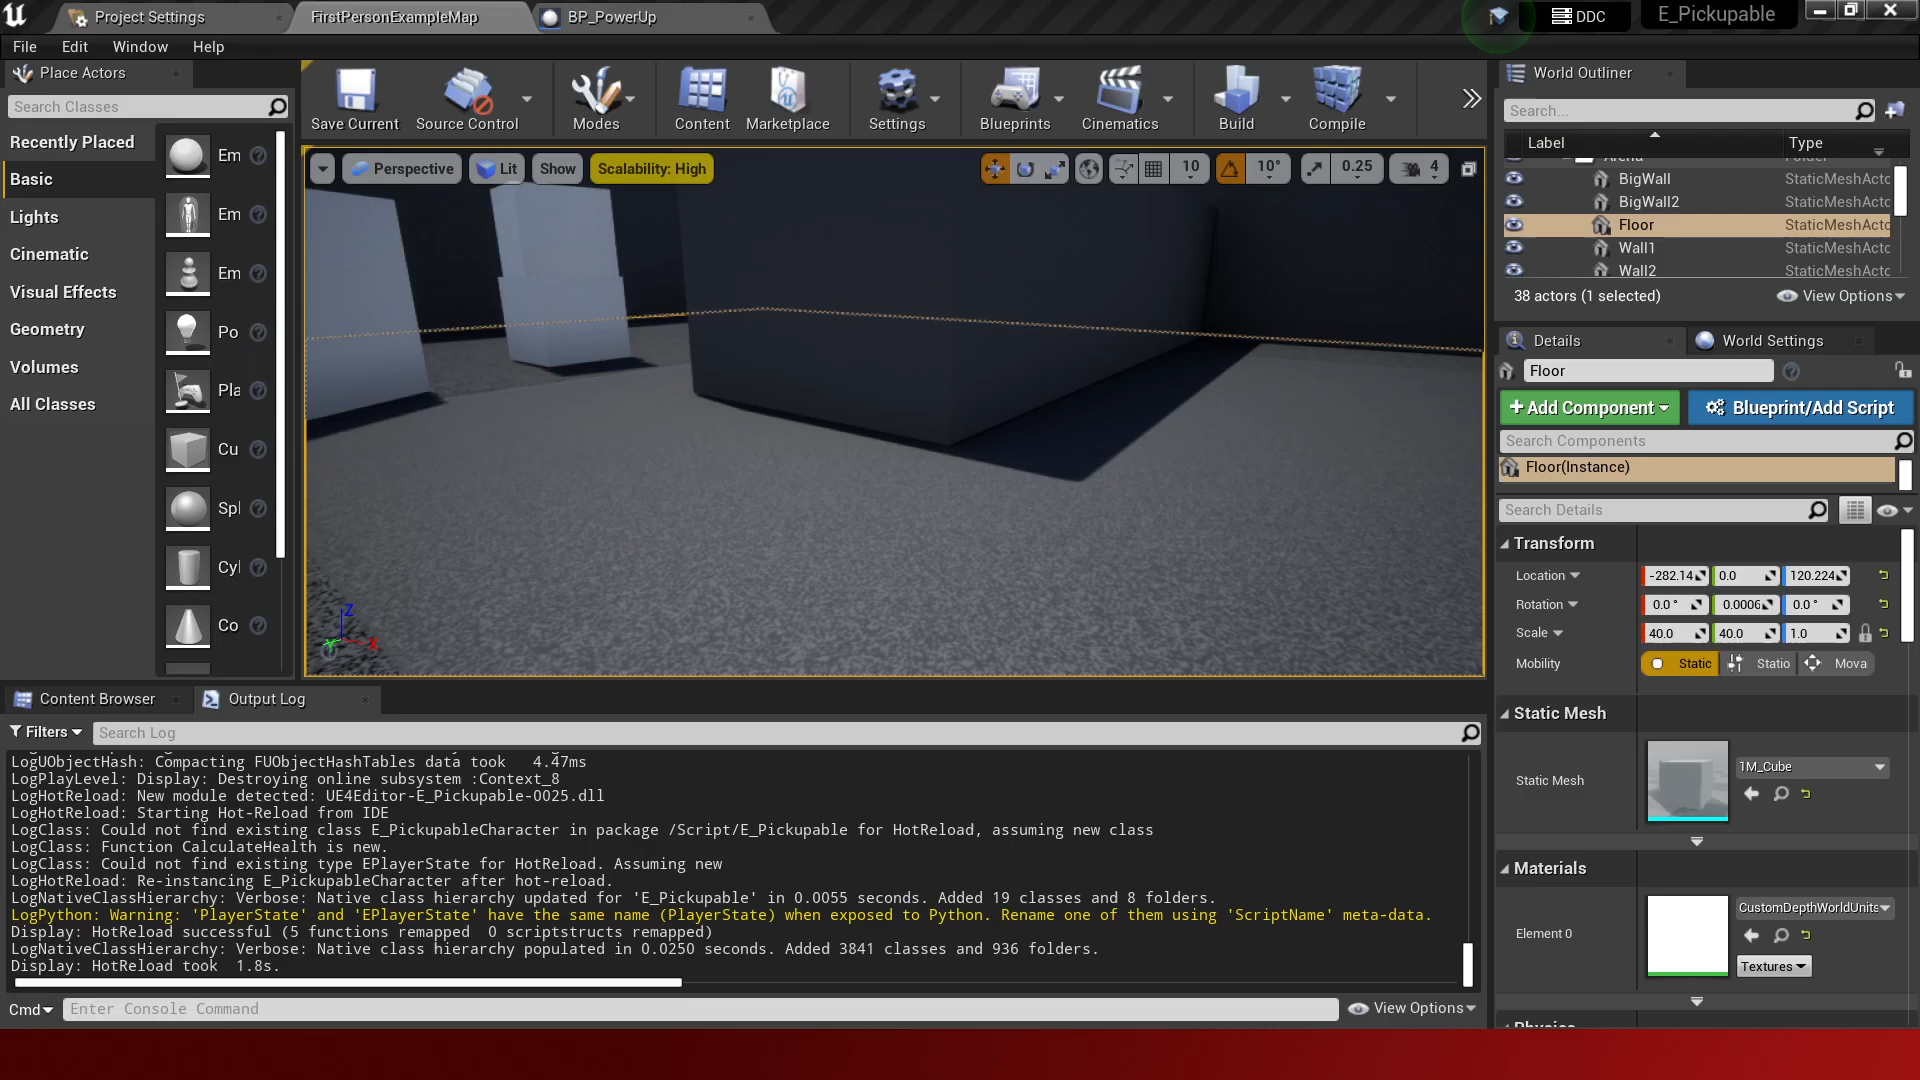 Project Settings
FirstPersonExampleMap
BP_PowerUp
DDC
E_Pickupable
File Edit Window Help
Place Actors
Search Classes
Recently Placed
Basic
Lights
Cinematic
Visual Effects
Geometry
Volumes
All Classes
Em
Em
Em
Po
Pla
Cu
Spl
Cyl
Co
Save Current
Source Control
Modes
Content
Marketplace
Settings
Blueprints
Cinematics
Build
Compile
Perspective
Lit
Show
Scalability: High
10
10°
0.25
4
Z
Y
X
World Outliner
Search...
Label Type
Arena Folder
BigWall StaticMeshActo
BigWall2 StaticMeshActo
Floor StaticMeshActo
Wall1 StaticMeshActo
Wall2 StaticMeshActo
38 actors (1 selected)
View Options
Details
World Settings
Floor
+Add Component
Blueprint/Add Script
Search Components
Floor(Instance)
Search Details
Transform
Location -282.14 0.0 120.224
Rotation 0.0 ° 0.0006 0.0 °
Scale 40.0 40.0 1.0
Mobility Static Statio Mova
Static Mesh
Static Mesh
1M_Cube
Materials
Element 0
CustomDepthWorldUnits
Textures
Physics
Content Browser
Output Log
Filters
Search Log
LogUObjectHash: Compacting FUObjectHashTables data took   4.47ms
LogPlayLevel: Display: Destroying online subsystem :Context_8
LogHotReload: New module detected: UE4Editor-E_Pickupable-0025.dll
LogHotReload: Starting Hot-Reload from IDE
LogClass: Could not find existing class E_PickupableCharacter in package /Script/E_Pickupable for HotReload, assuming new class
LogClass: Function CalculateHealth is new.
LogClass: Could not find existing type EPlayerState for HotReload. Assuming new
LogHotReload: Re-instancing E_PickupableCharacter after hot-reload.
LogNativeClassHierarchy: Verbose: Native class hierarchy updated for 'E_Pickupable' in 0.0055 seconds. Added 19 classes and 8 folders.
LogPython: Warning: 'PlayerState' and 'EPlayerState' have the same name (PlayerState) when exposed to Python. Rename one of them using 'ScriptName' meta-data.
Display: HotReload successful (5 functions remapped  0 scriptstructs remapped)
LogNativeClassHierarchy: Verbose: Native class hierarchy populated in 0.0250 seconds. Added 3841 classes and 936 folders.
Display: HotReload took  1.8s.
Cmd
Enter Console Command
View Options